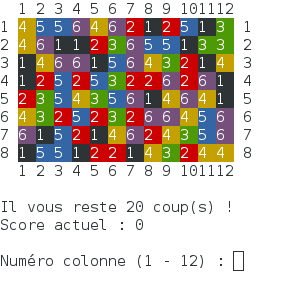 1 2 3 4 5 6 7 8 9 101112
1 4 5 5 6 4 6 2 1 2 5 1 3 1
2 4 6 1 1 2 3 6 5 5 1 3 3 2
3 1 4 6 6 1 5 6 4 3 2 1 4 3
4 1 2 5 2 5 3 2 2 6 2 6 1 4
5 2 3 5 4 3 5 6 1 4 6 4 1 5
6 4 3 2 5 2 3 2 6 6 4 5 6 6
7 6 1 5 2 1 4 6 2 4 3 5 6 7
8 1 5 5 1 2 2 1 4 3 2 4 4 8
1 2 3 4 5 6 7 8 9 101112
Il vous reste 20 coup(s) !
Score actuel : 0
Numéro colonne (1 - 12) :